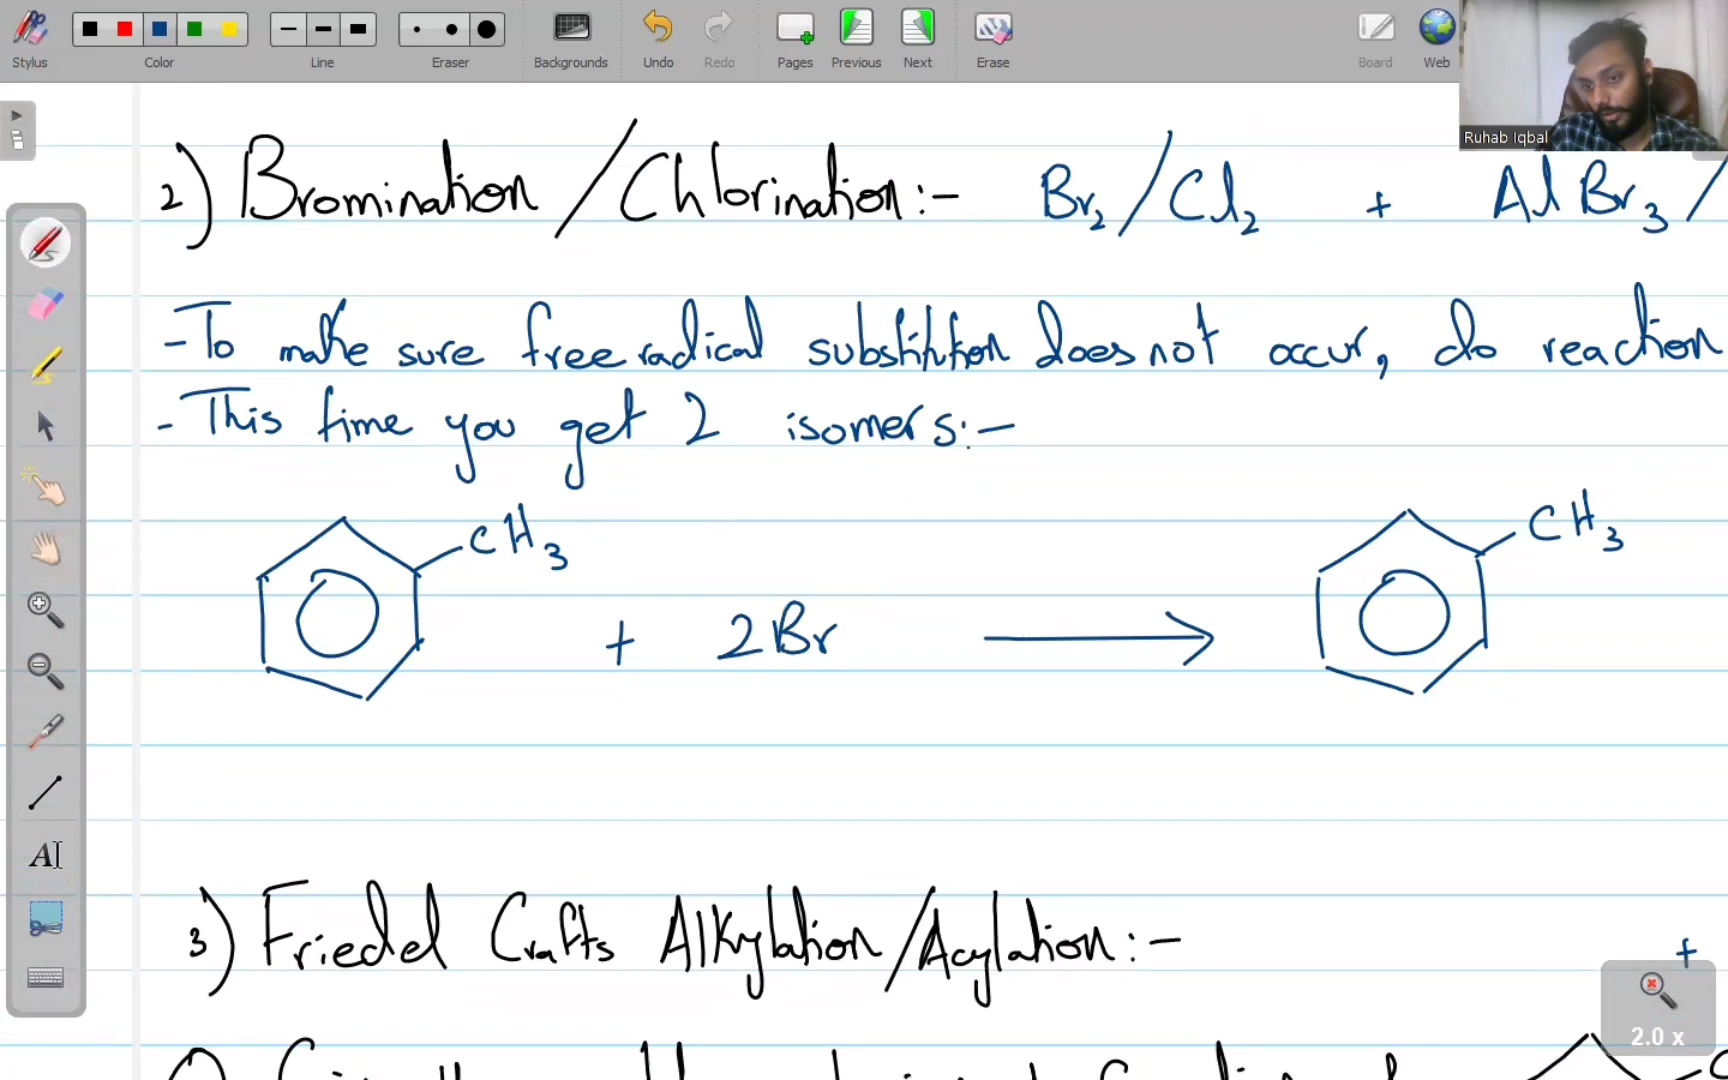 Stylus Color Line Eraser Backgrounds Undo Redo Pages Previous Next Erase Board Web
Ruhab Iqbal
2) Bromination/Chlorination:- Br2/Cl2 + AlBr3/
- To make sure free radical substitution does not occur, do reaction
- This time you get 2 isomers:-
CH3 + 2Br → CH3
3) Friedel Crafts Alkylation/Acylation:-
+
2.0 x